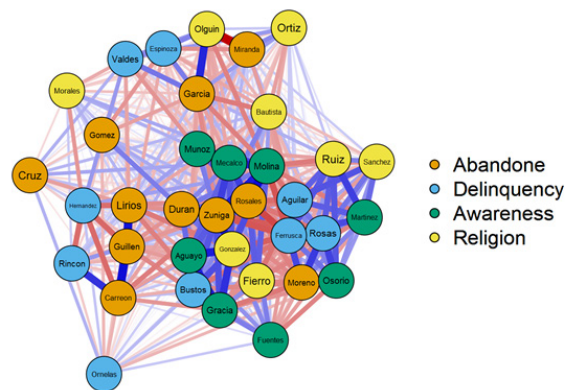 Olguin
Ortiz
Miranda
Espinoza
Valdes
Garcia
Morales
Bautista
Gomez
Munoz
Mecalco
Molina
Ruiz
Sanchez
Cruz
Abandone
Delinquency
Awareness
Religion
Hernandez
Lirios
Duran
Zuniga
Rosales
Aguilar
Martinez
Guillen
Ferrusca
Rosas
Rincon
Aguayo
Gonzalez
Carreon
Bustos
Fierro
Moreno
Osorio
Gracia
Fuentes
Ornelas